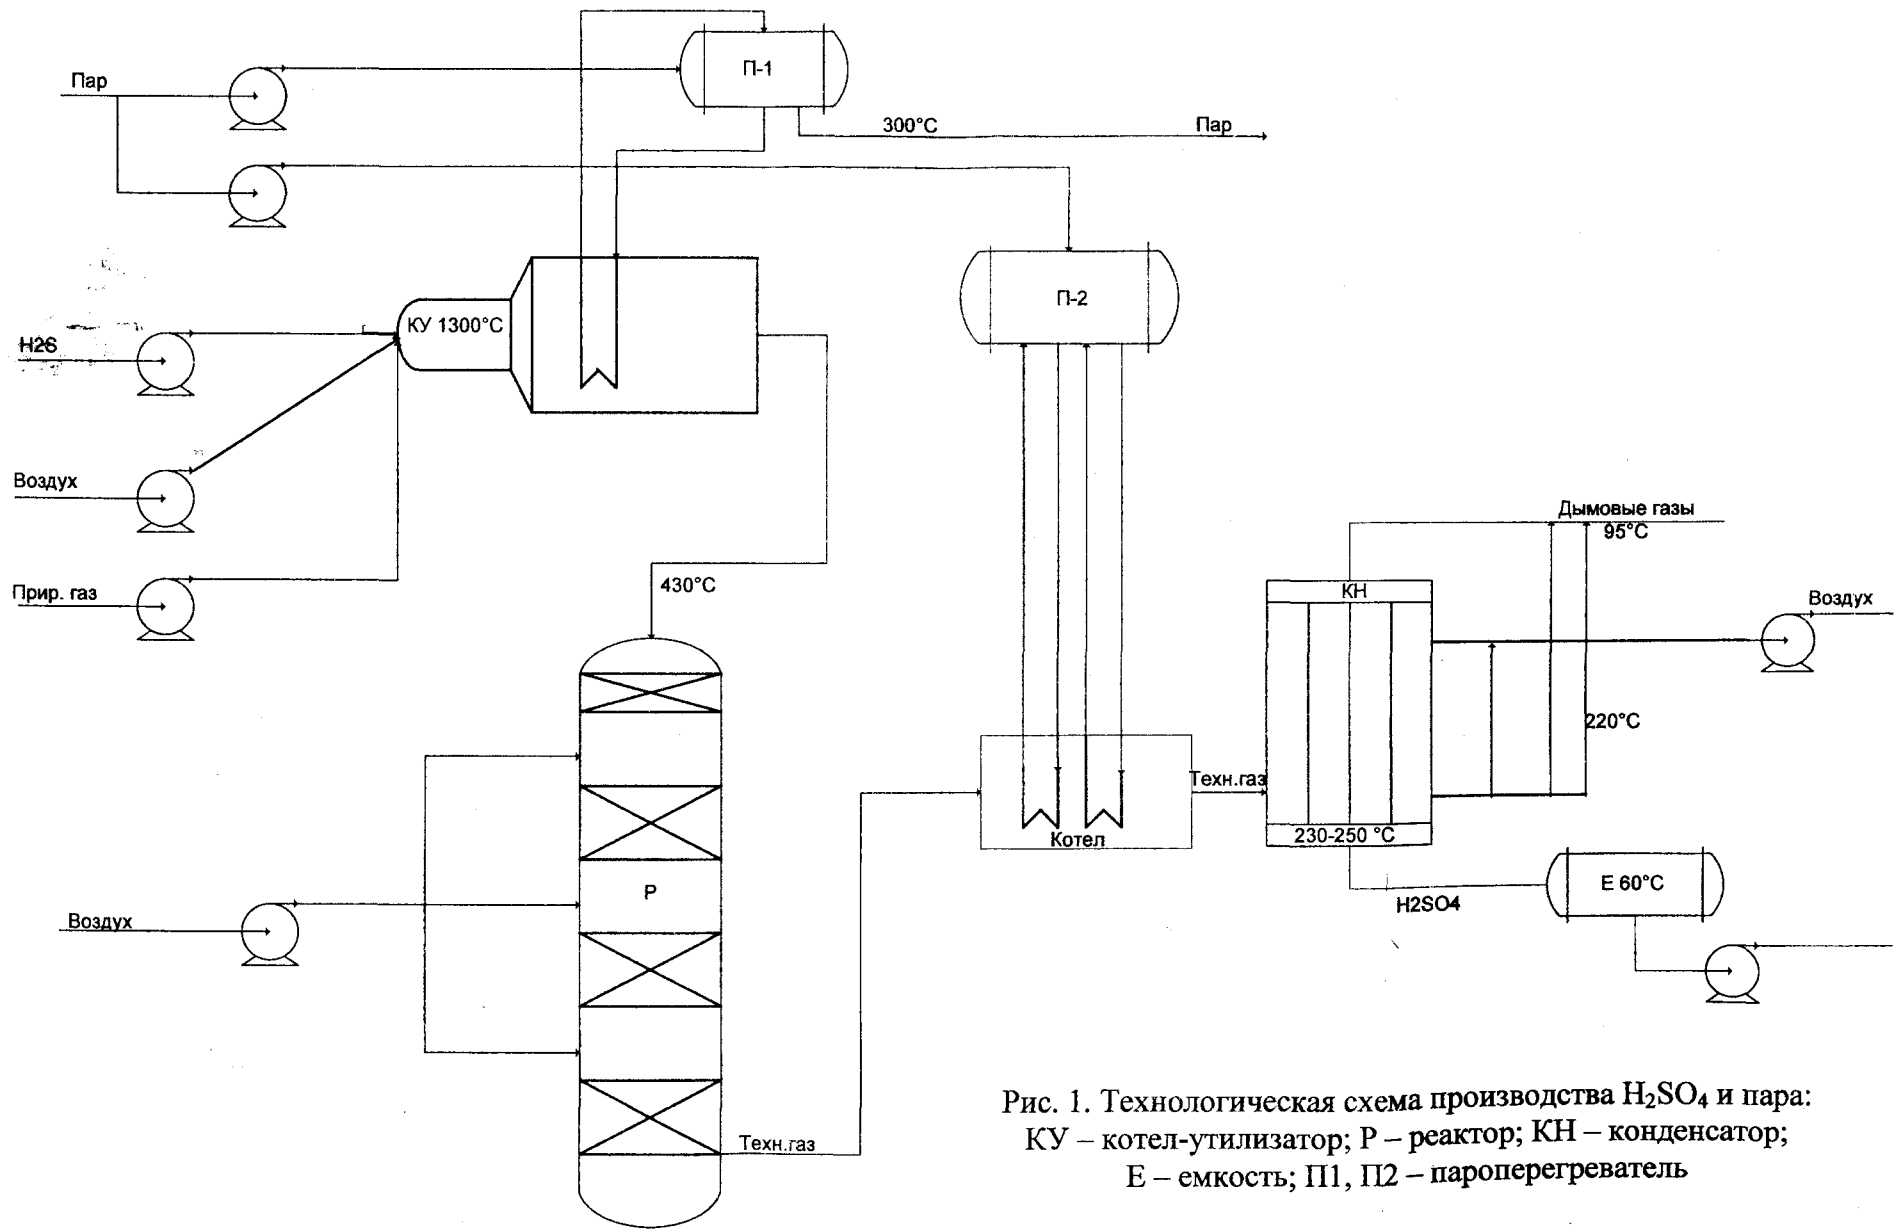 П-1
Пар
300°C
Пар
П-2
КУ 1300°C
H2S
Воздух
Прир. газ
430°C
Дымовые газы
95°C
КН
Воздух
220°C
Техн.газ
230-250 °C
Котел
E 60°C
H2SO4
P
Воздух
Техн.газ
Рис. 1. Технологическая схема производства H₂SO₄ и пара:
КУ – котел-утилизатор; Р – реактор; КН – конденсатор;
Е – емкость; П1, П2 – пароперегреватель